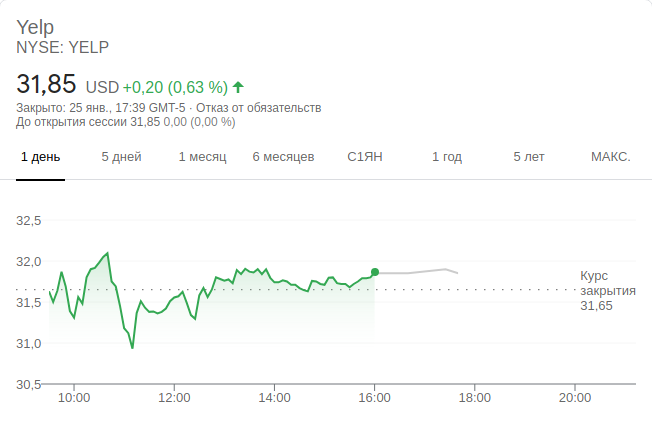 Yelp
NYSE: YELP
31,85 USD +0,20 (0,63 %)
Закрыто: 25 янв., 17:39 GMT-5 · Отказ от обязательств
До открытия сессии 31,85 0,00 (0,00 %)
1 день 5 дней 1 месяц 6 месяцев С1ЯН 1 год 5 лет МАКС.
32,5
32,0
31,5
31,0
30,5
Курс
закрытия
31,65
10:00 12:00 14:00 16:00 18:00 20:00